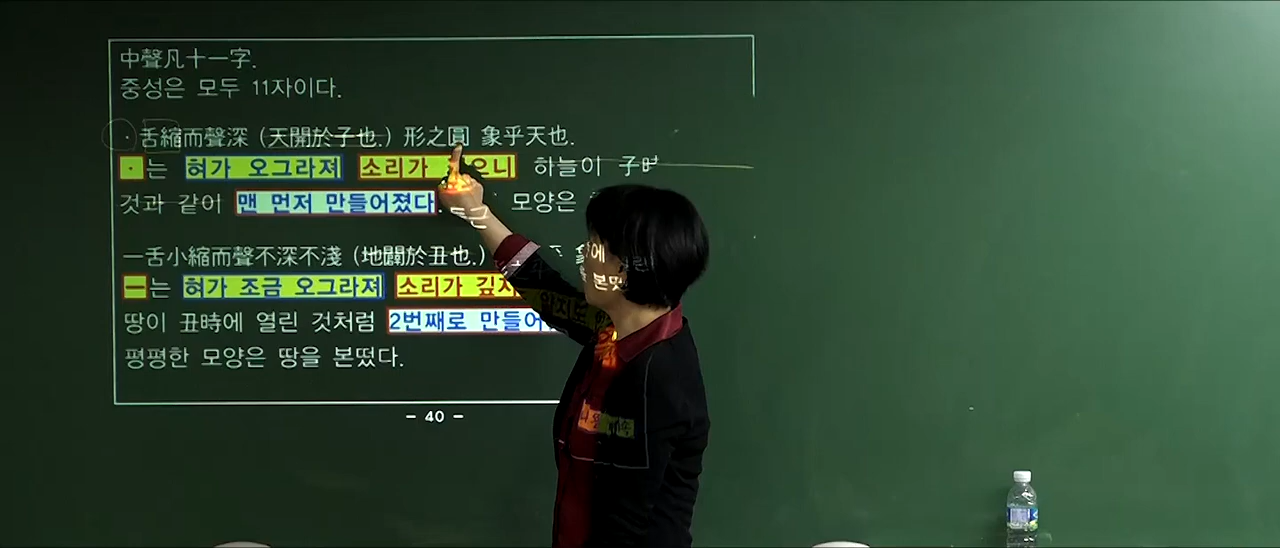 中聲凡十一字.
중성은 모두 11자이다.
· 舌縮而聲深 (天開於子也.) 形之圓 象乎天也.
· 는 혀가 오그라져 소리가 하늘이 子時
것과 같이 맨 먼저 만들어졌다. 모양은
一舌小縮而聲不深不淺 (地闢於丑也.)
ㅡ는 혀가 조금 오그라져 소리가
땅이 丑時에 열린 것처럼 2번째로
평평한 모양은 땅을 본떴다.
- 40 -